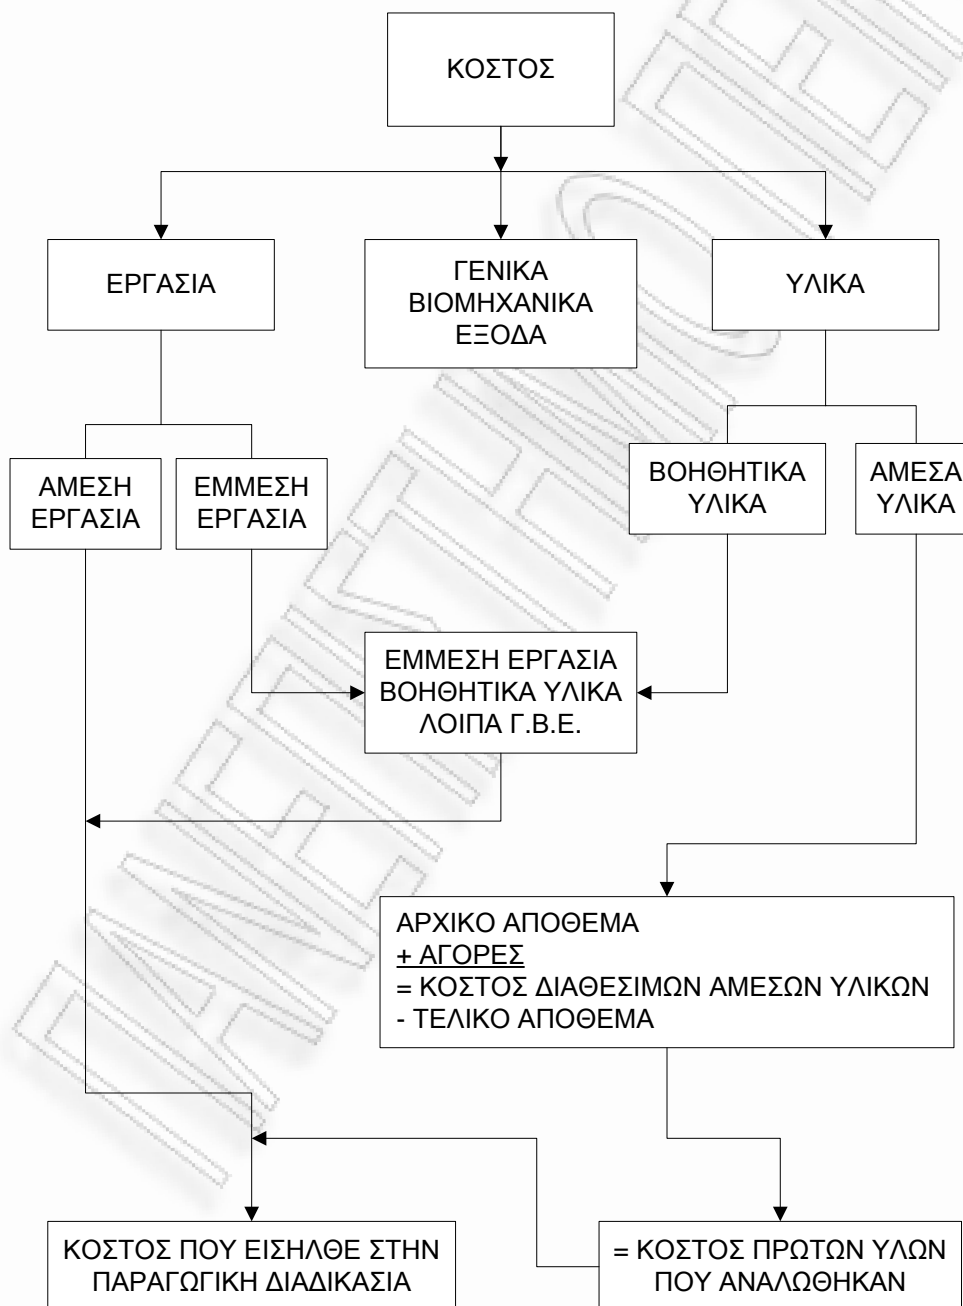 ΚΟΣΤΟΣ
ΕΡΓΑΣΙΑ
ΓΕΝΙΚΑ
ΒΙΟΜΗΧΑΝΙΚΑ
ΕΞΟΔΑ
ΥΛΙΚΑ
ΑΜΕΣΗ
ΕΡΓΑΣΙΑ
ΕΜΜΕΣΗ
ΕΡΓΑΣΙΑ
ΒΟΗΘΗΤΙΚΑ
ΥΛΙΚΑ
ΑΜΕΣΑ
ΥΛΙΚΑ
ΕΜΜΕΣΗ ΕΡΓΑΣΙΑ
ΒΟΗΘΗΤΙΚΑ ΥΛΙΚΑ
ΛΟΙΠΑ Γ.Β.Ε.
ΑΡΧΙΚΟ ΑΠΟΘΕΜΑ
+ ΑΓΟΡΕΣ
= ΚΟΣΤΟΣ ΔΙΑΘΕΣΙΜΩΝ ΑΜΕΣΩΝ ΥΛΙΚΩΝ
- ΤΕΛΙΚΟ ΑΠΟΘΕΜΑ
ΚΟΣΤΟΣ ΠΟΥ ΕΙΣΗΛΘΕ ΣΤΗΝ
ΠΑΡΑΓΩΓΙΚΗ ΔΙΑΔΙΚΑΣΙΑ
= ΚΟΣΤΟΣ ΠΡΩΤΩΝ ΥΛΩΝ
ΠΟΥ ΑΝΑΛΩΘΗΚΑΝ